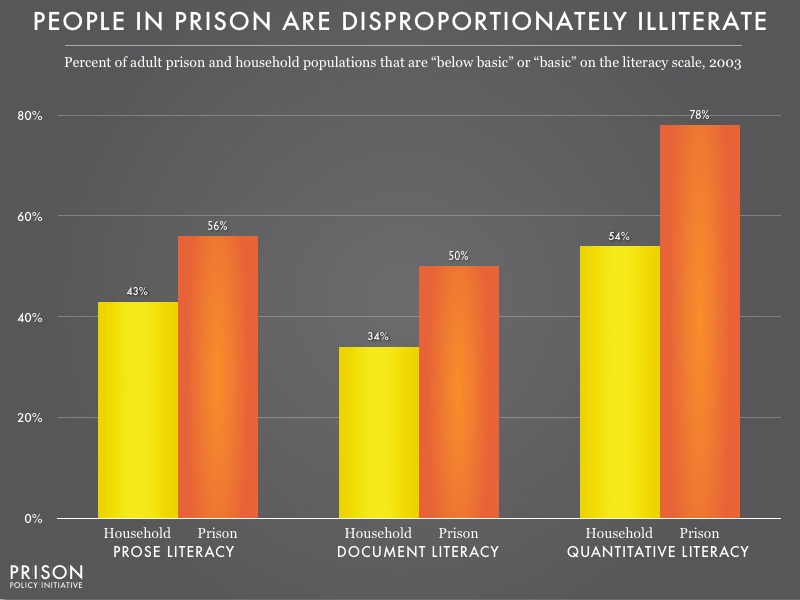 PEOPLE IN PRISON ARE DISPROPORTIONATELY ILLITERATE
Percent of adult prison and household populations that are “below basic” or “basic” on the literacy scale, 2003
80%
60%
40%
20%
0%
43%
56%
34%
50%
54%
78%
Household Prison Household Prison Household Prison
PROSE LITERACY DOCUMENT LITERACY QUANTITATIVE LITERACY
PRISON
POLICY INITIATIVE